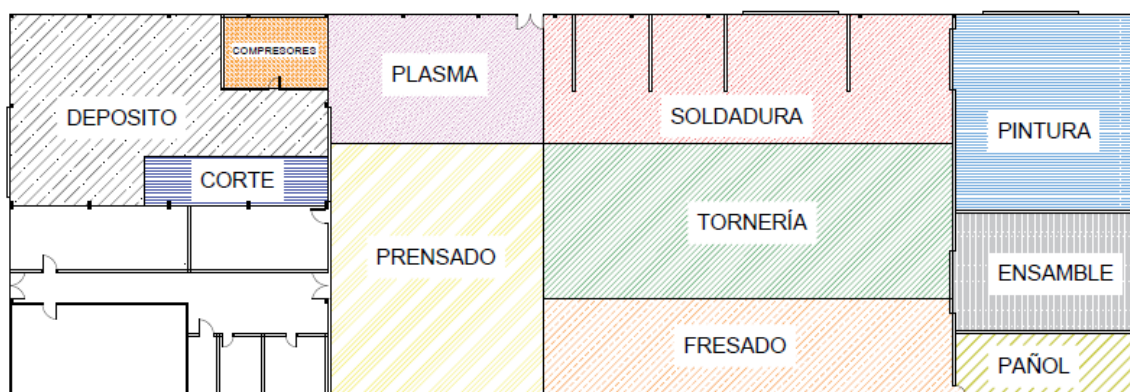 COMPRESORES
PLASMA
DEPOSITO
SOLDADURA
PINTURA
CORTE
TORNERÍA
PRENSADO
ENSAMBLE
FRESADO
PAÑOL